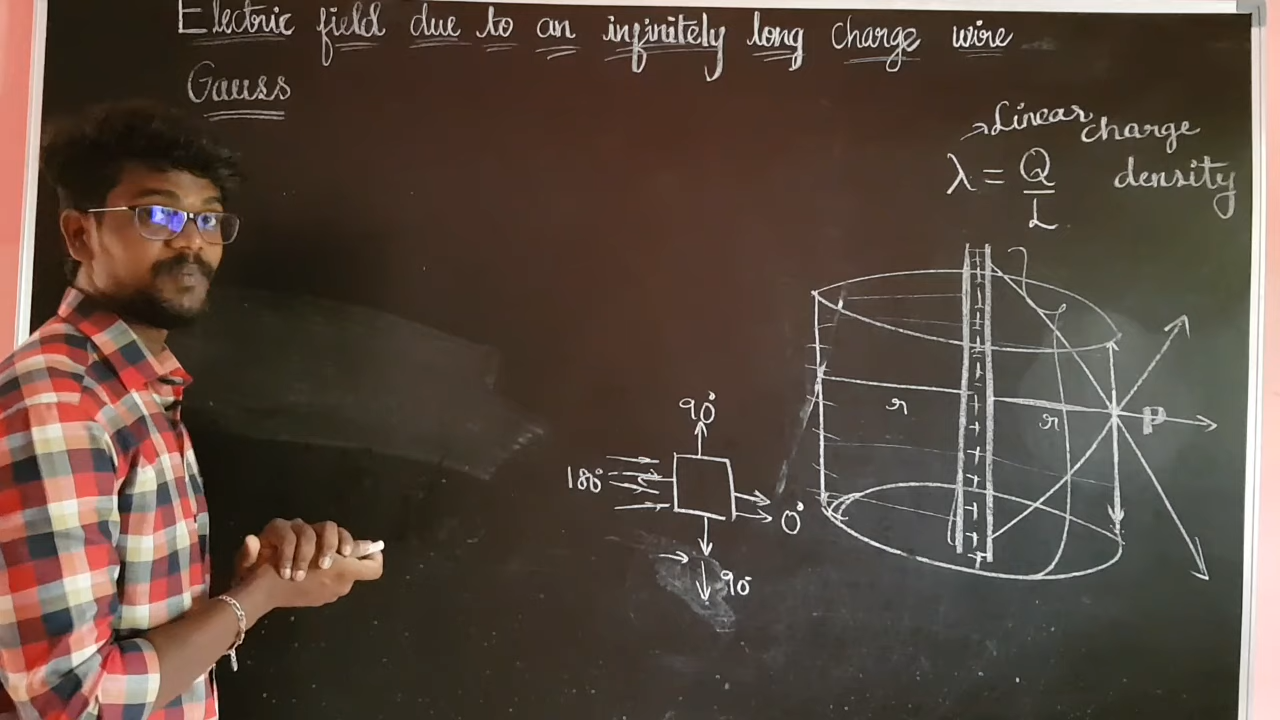 Electric field due to an infinitely long charge wire
Gauss
→Linear charge density
λ = Q/L
r
r
P
90°
180°
0°
90°